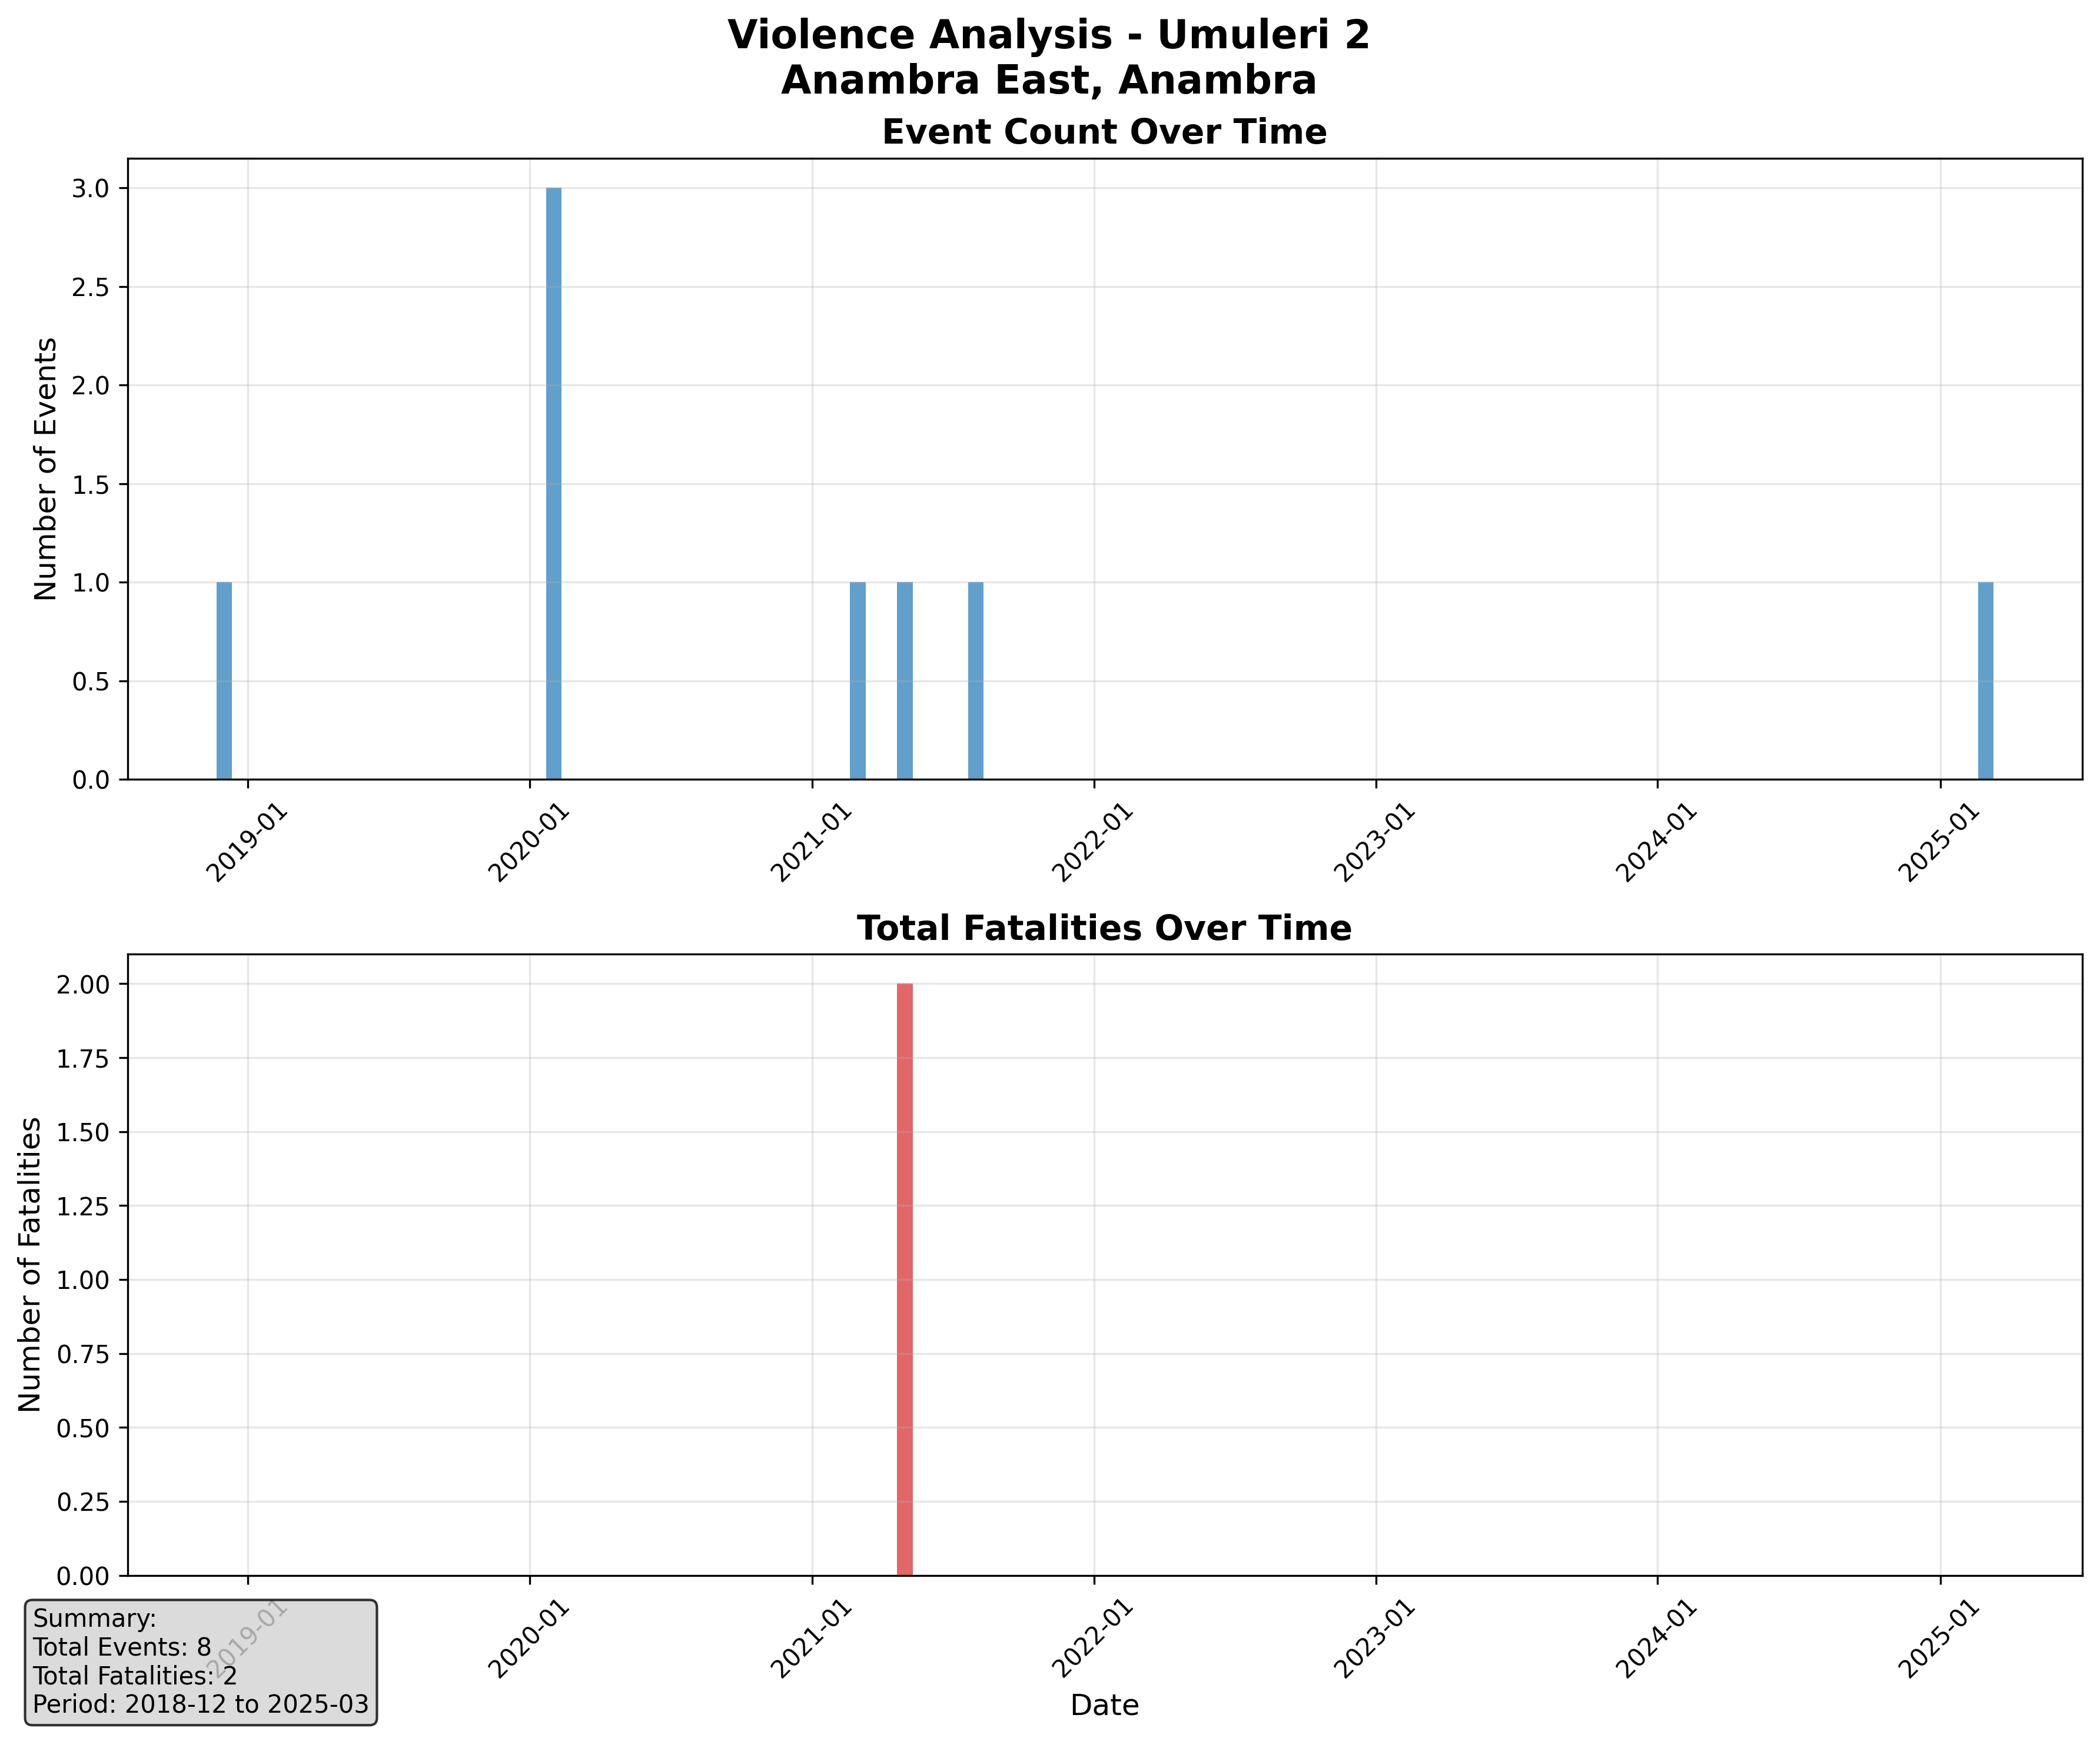 Violence Analysis - Umuleri 2
Anambra East, Anambra
Event Count Over Time
Number of Events
3.0
2.5
2.0
1.5
1.0
0.5
0.0
2019-01
2020-01
2021-01
2022-01
2023-01
2024-01
2025-01
Total Fatalities Over Time
Number of Fatalities
2.00
1.75
1.50
1.25
1.00
0.75
0.50
0.25
0.00
2019-01
2020-01
2021-01
2022-01
2023-01
2024-01
2025-01
Date
Summary:
Total Events: 8
Total Fatalities: 2
Period: 2018-12 to 2025-03